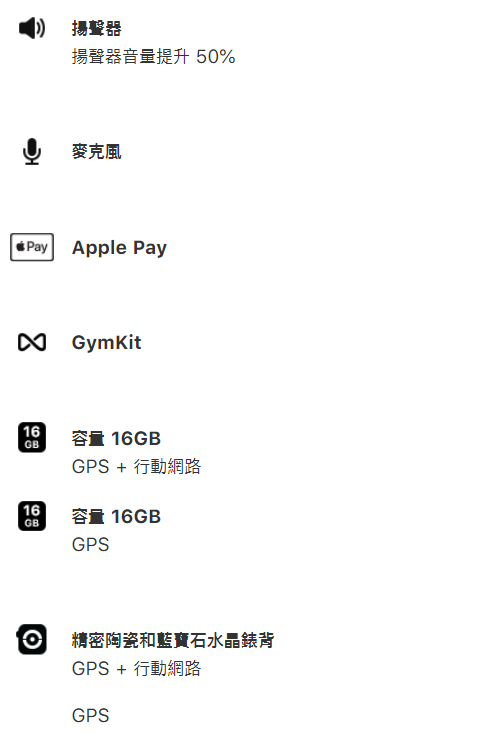 揚聲器
揚聲器音量提升 50%
麥克風
Pay
Apple Pay
GymKit
16
GB
容量 16GB
GPS + 行動網路
16
GB
容量 16GB
GPS
精密陶瓷和藍寶石水晶錶背
GPS + 行動網路
GPS